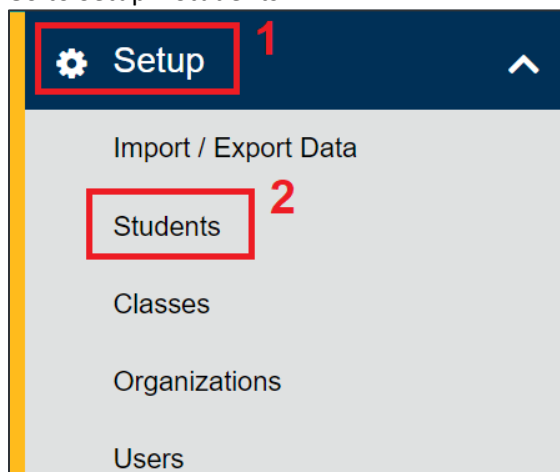 Setup
1
Import / Export Data
2
Students
Classes
Organizations
Users